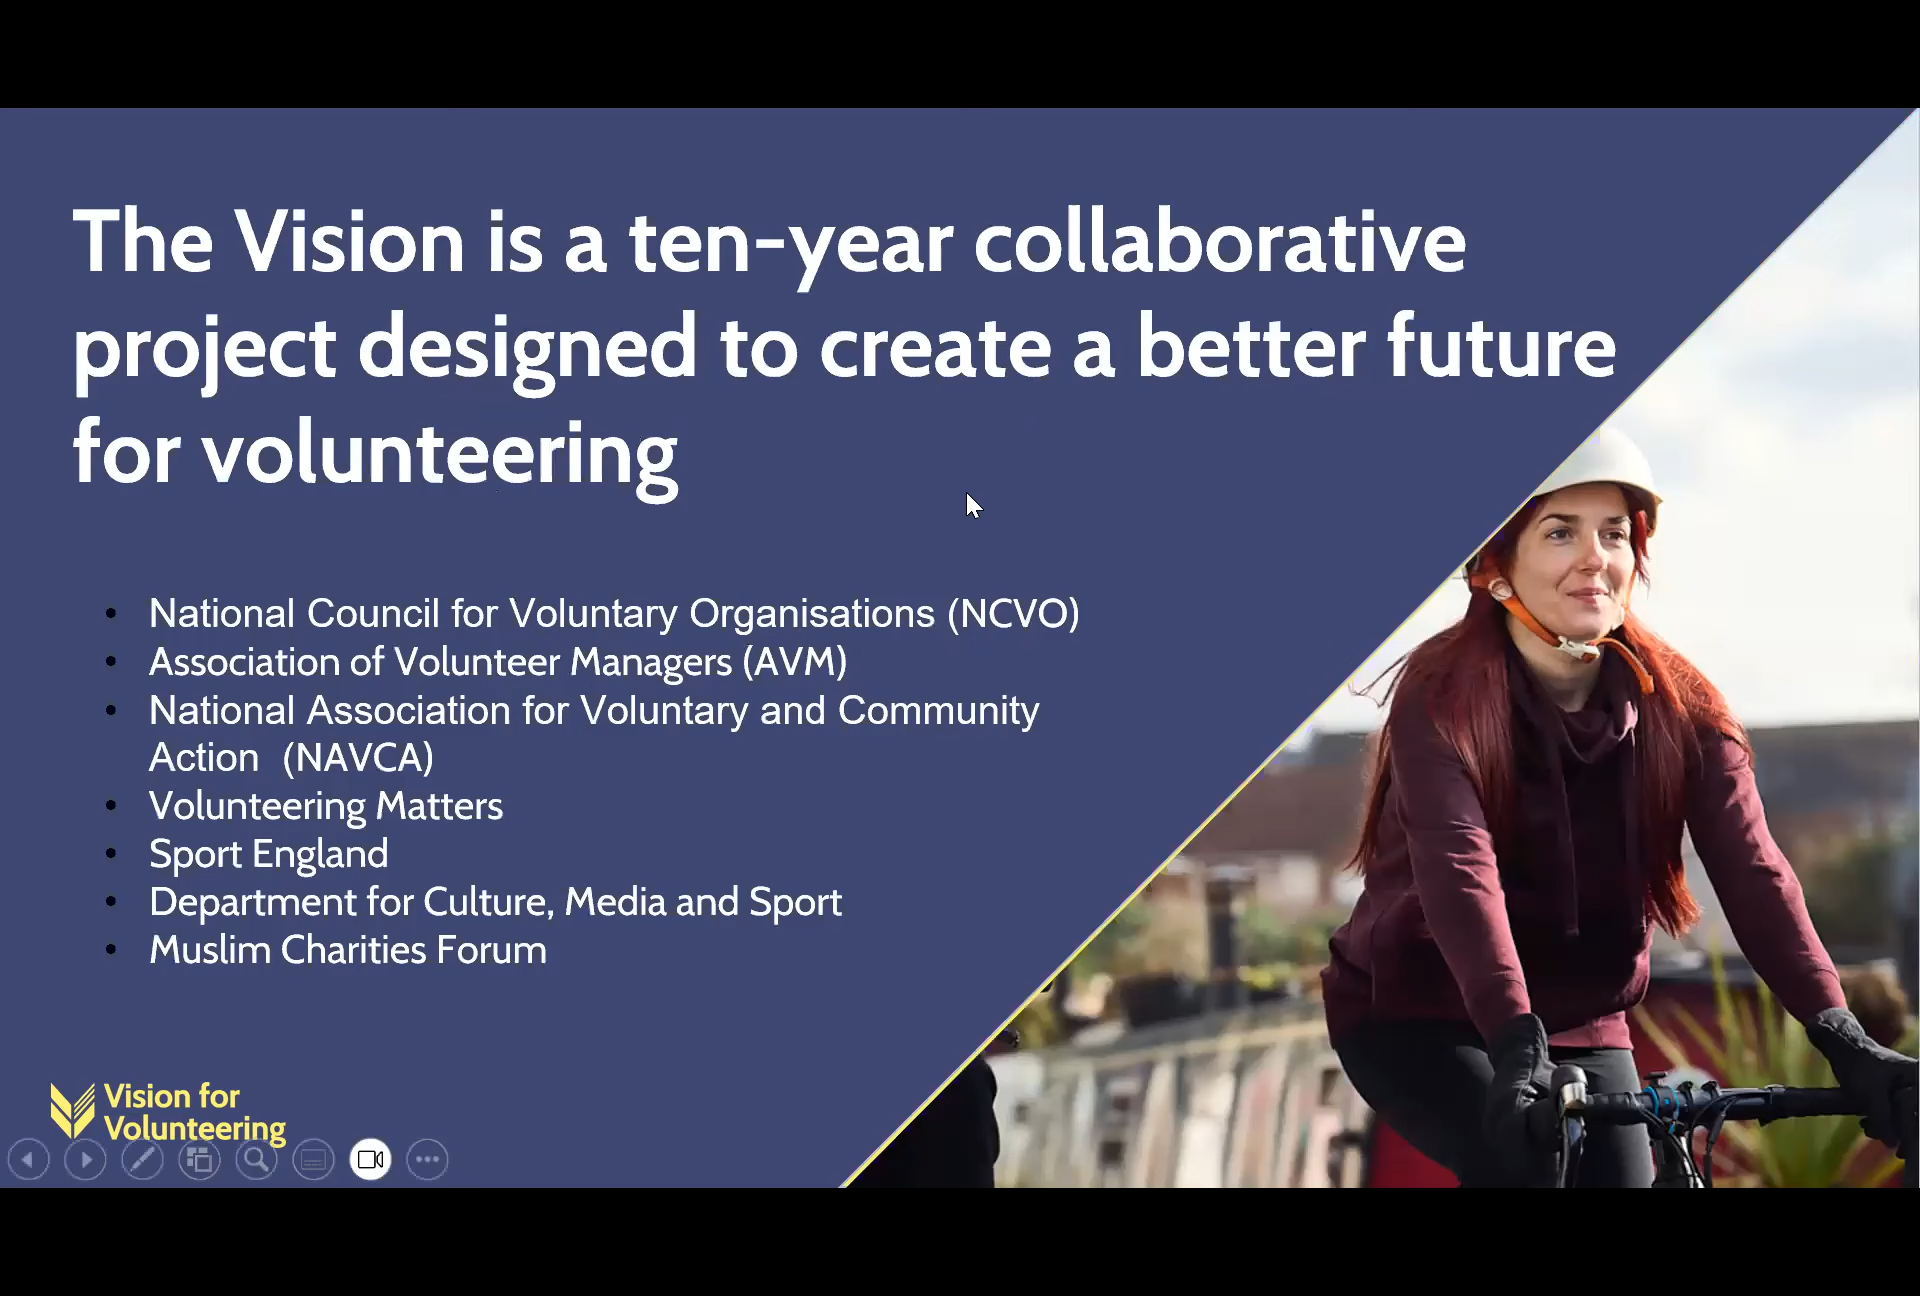 The Vision is a ten-year collaborative
project designed to create a better future
for volunteering
• National Council for Voluntary Organisations (NCVO)
• Association of Volunteer Managers (AVM)
• National Association for Voluntary and Community
Action (NAVCA)
• Volunteering Matters
• Sport England
• Department for Culture, Media and Sport
• Muslim Charities Forum
Vision for
Volunteering